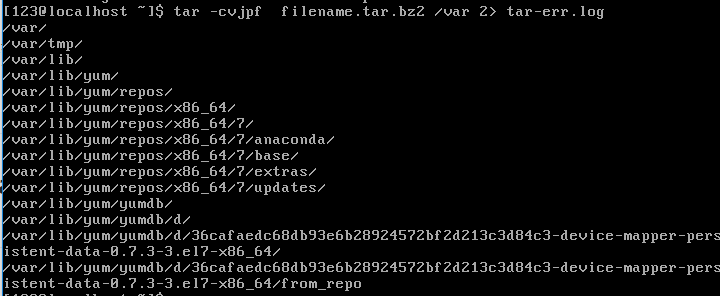 [123@localhost ~]$ tar -cvjpf  filename.tar.bz2 /var 2> tar-err.log
/var/
/var/tmp/
/var/lib/
/var/lib/yum/
/var/lib/yum/repos/
/var/lib/yum/repos/x86_64/
/var/lib/yum/repos/x86_64/7/
/var/lib/yum/repos/x86_64/7/anaconda/
/var/lib/yum/repos/x86_64/7/base/
/var/lib/yum/repos/x86_64/7/extras/
/var/lib/yum/repos/x86_64/7/updates/
/var/lib/yum/yumdb/
/var/lib/yum/yumdb/d/
/var/lib/yum/yumdb/d/36cafaedc68db93e6b28924572bf2d213c3d84c3-device-mapper-pers
istent-data-0.7.3-3.el7-x86_64/
/var/lib/yum/yumdb/d/36cafaedc68db93e6b28924572bf2d213c3d84c3-device-mapper-pers
istent-data-0.7.3-3.el7-x86_64/from_repo